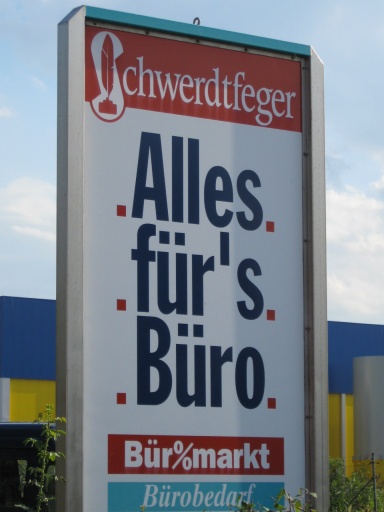 Schwerdtfeger
.Alles.
.für's.
.Büro.
Bür%markt
Bürobedarf